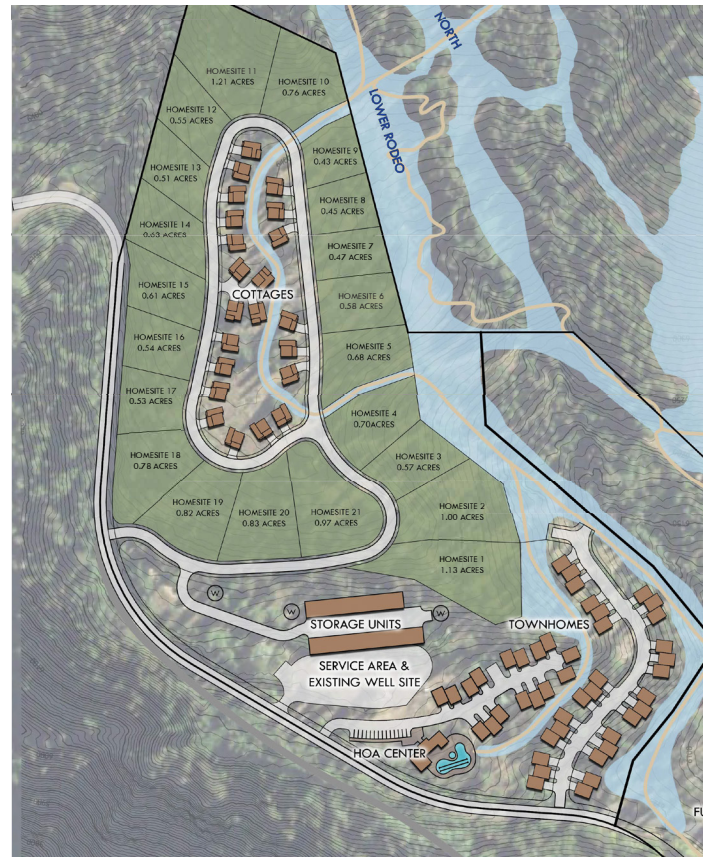 NORTH
LOWER RODEO
HOMESITE 11
1.21 ACRES
HOMESITE 10
0.76 ACRES
HOMESITE 12
0.55 ACRES
HOMESITE 9
0.43 ACRES
HOMESITE 13
0.51 ACRES
HOMESITE 8
0.45 ACRES
HOMESITE 14
0.63 ACRES
HOMESITE 7
0.47 ACRES
HOMESITE 15
0.61 ACRES
COTTAGES
HOMESITE 6
0.58 ACRES
HOMESITE 16
0.54 ACRES
HOMESITE 5
0.68 ACRES
HOMESITE 17
0.53 ACRES
HOMESITE 4
0.70ACRES
HOMESITE 18
0.78 ACRES
HOMESITE 3
0.57 ACRES
HOMESITE 19
0.82 ACRES
HOMESITE 20
0.83 ACRES
HOMESITE 21
0.97 ACRES
HOMESITE 2
1.00 ACRES
HOMESITE 1
1.13 ACRES
W
W
W
STORAGE UNITS
TOWNHOMES
SERVICE AREA &
EXISTING WELL SITE
HOA CENTER
FU